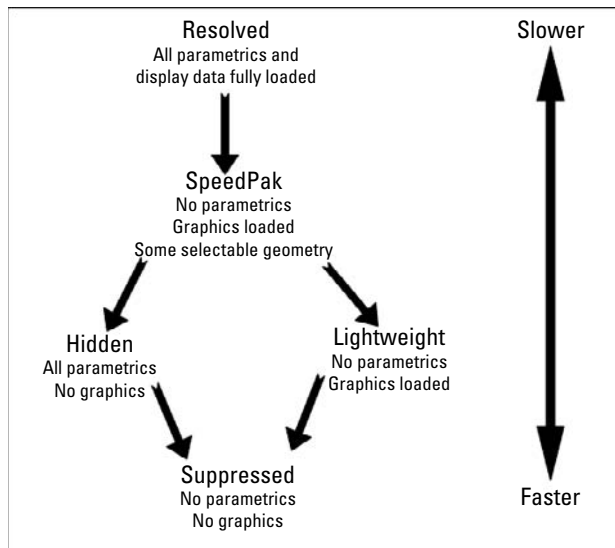 Resolved
All parametrics and
display data fully loaded
Slower
SpeedPak
No parametrics
Graphics loaded
Some selectable geometry
Hidden
All parametrics
No graphics
Lightweight
No parametrics
Graphics loaded
Suppressed
No parametrics
No graphics
Faster